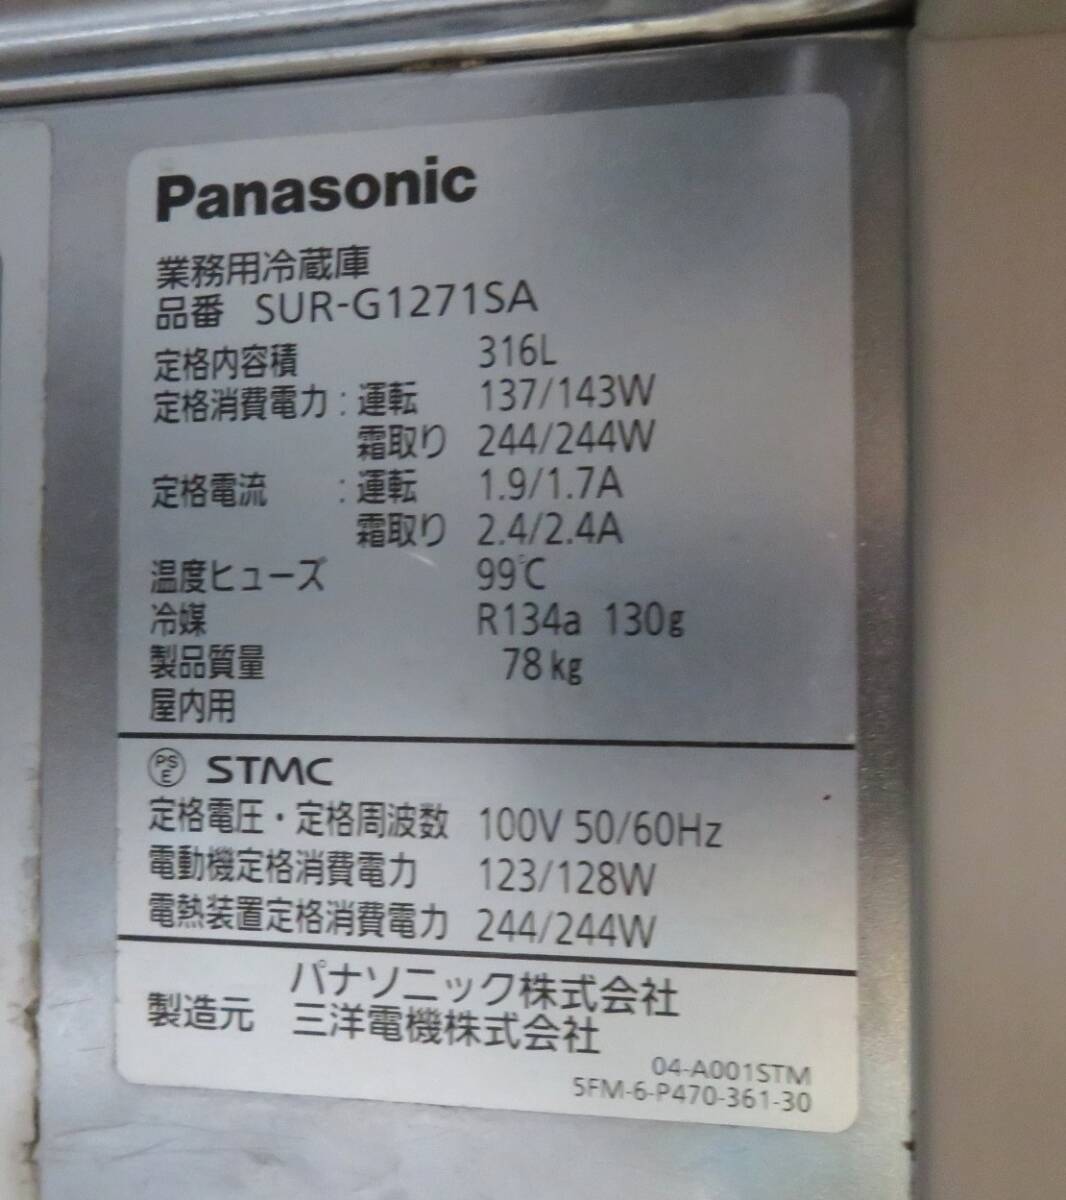 Panasonic
業務用冷蔵庫
品番 SUR-G1271SA
定格内容積 316L
定格消費電力:運転 137/143W
霜取り 244/244W
定格電流 :運転 1.9/1.7A
霜取り 2.4/2.4A
温度ヒューズ 99℃
冷媒 R134a 130g
製品質量 78kg
屋内用
PSE STMC
定格電圧・定格周波数 100V 50/60Hz
電動機定格消費電力 123/128W
電熱装置定格消費電力 244/244W
パナソニック株式会社
製造元 三洋電機株式会社
04-A001STM
5FM-6-P470-361-30